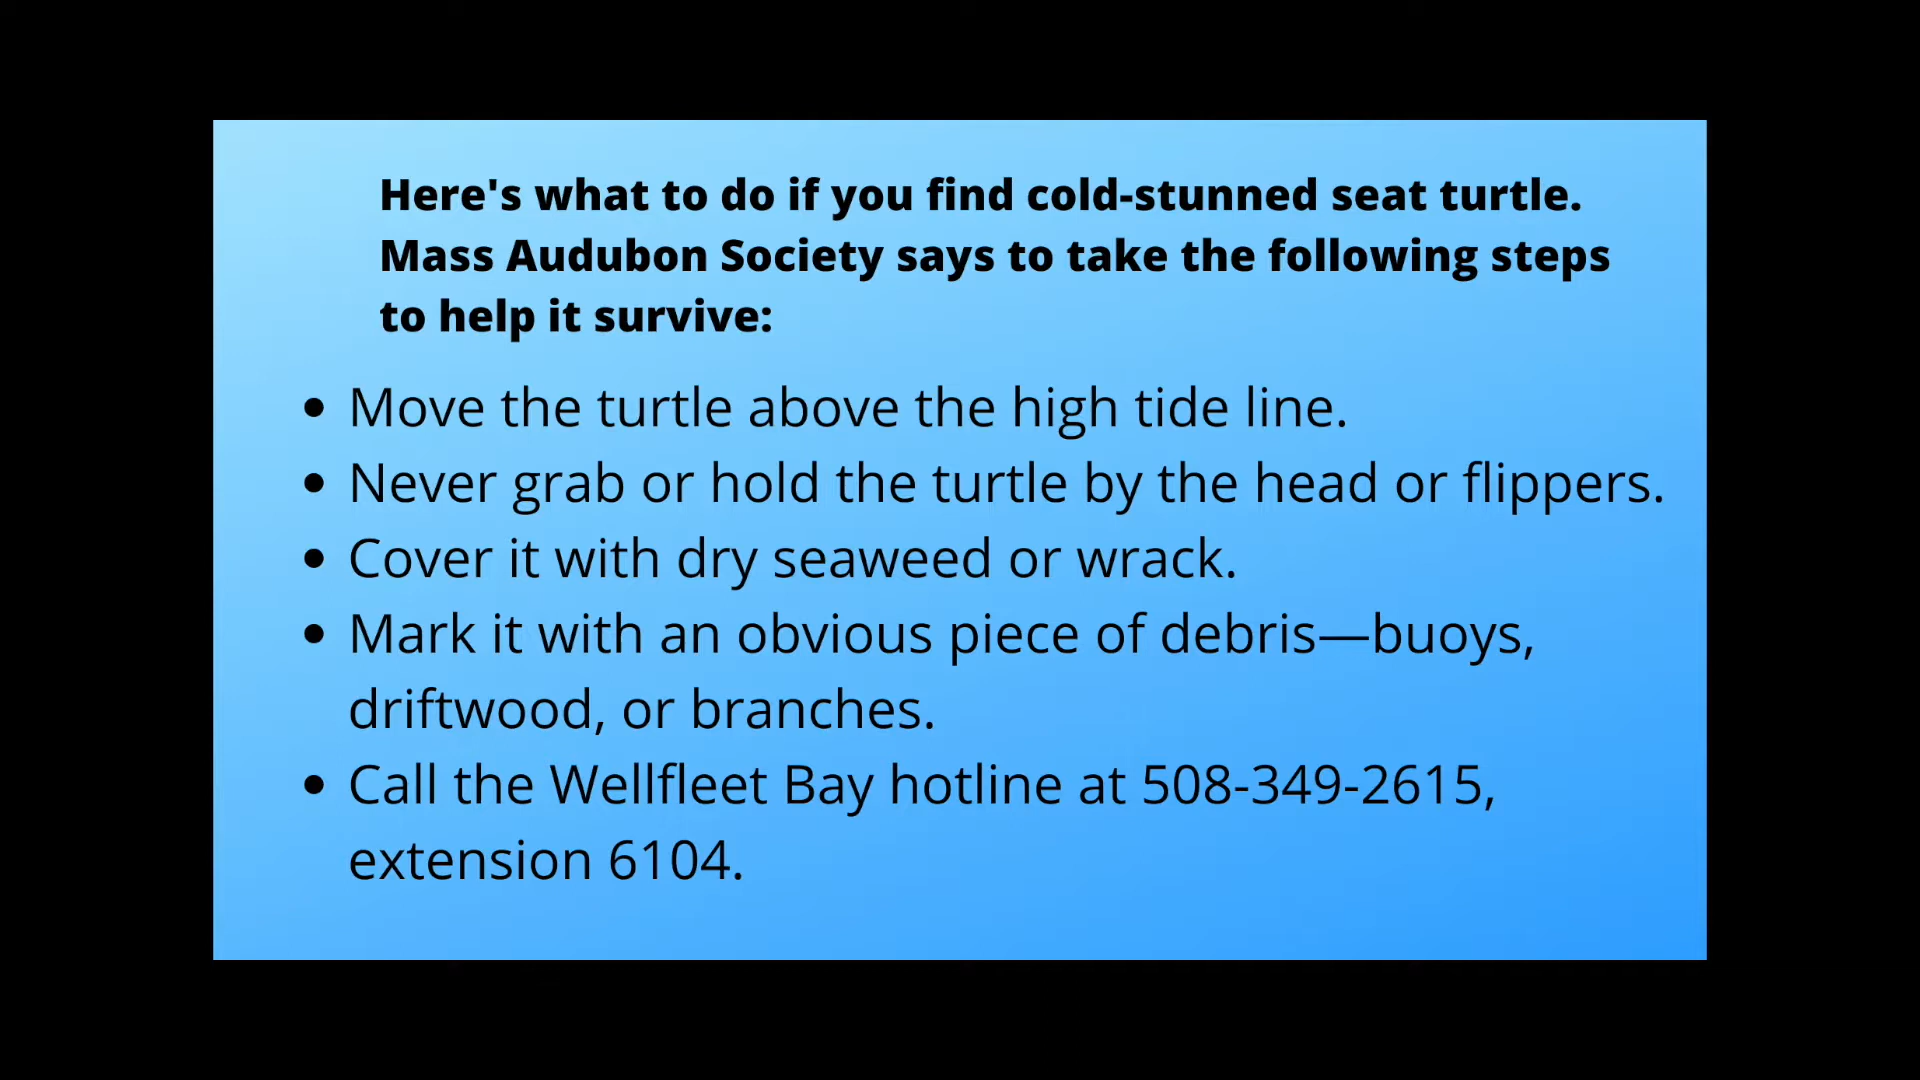 Here's what to do if you find cold-stunned seat turtle.
Mass Audubon Society says to take the following steps
to help it survive:
• Move the turtle above the high tide line.
• Never grab or hold the turtle by the head or flippers.
• Cover it with dry seaweed or wrack.
• Mark it with an obvious piece of debris—buoys,
driftwood, or branches.
• Call the Wellfleet Bay hotline at 508-349-2615,
extension 6104.